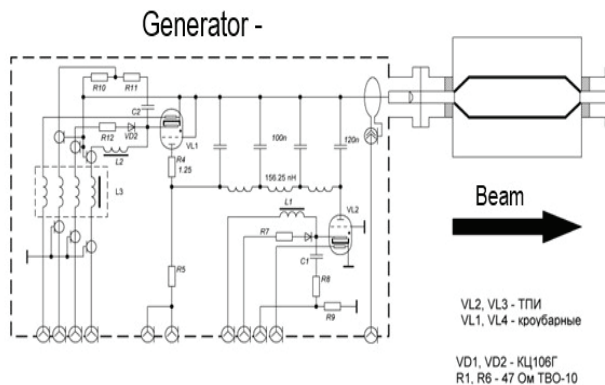 Generator -
R10
R11
C2
R12
VD2
VL1
L2
R4
1.25
100n
120n
L3
156.25 nH
L1
VL2
R7
R5
C1
R8
R9
Beam
VL2, VL3 - ТПИ
VL1, VL4 - кроубарные
VD1, VD2 - КЦ106Г
R1, R6 - 47 Ом ТВО-10